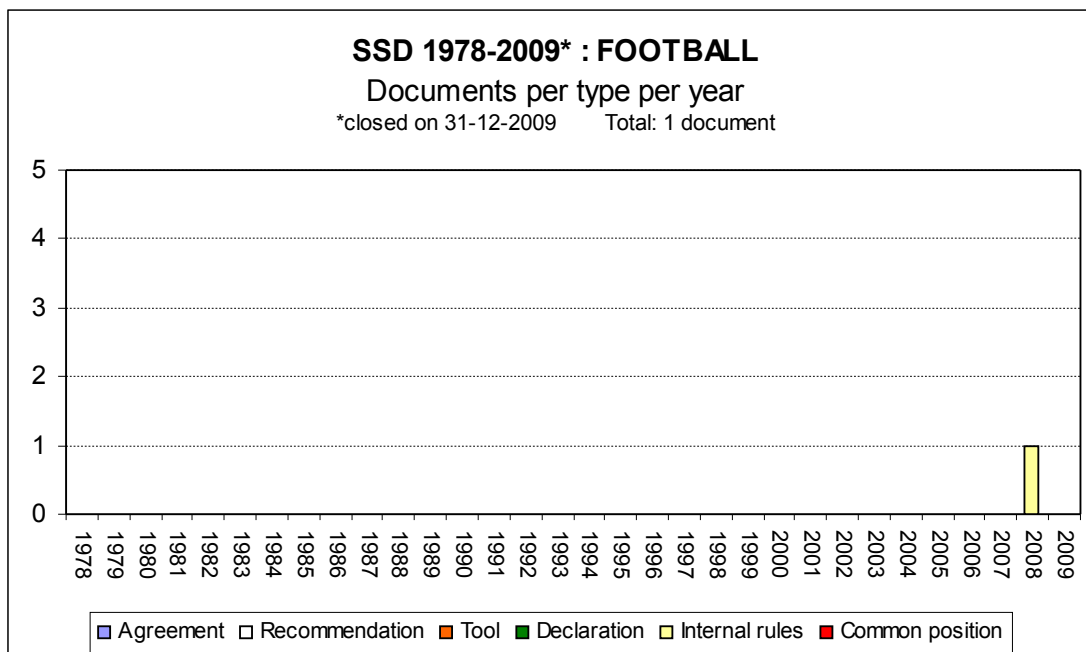 SSD 1978-2009* : FOOTBALL
Documents per type per year
*closed on 31-12-2009 Total: 1 document
5
4
3
2
1
0
1978 1979 1980 1981 1982 1983 1984 1985 1986 1987 1988 1989 1990 1991 1992 1993 1994 1995 1996 1997 1998 1999 2000 2001 2002 2003 2004 2005 2006 2007 2008 2009
Agreement Recommendation Tool Declaration Internal rules Common position